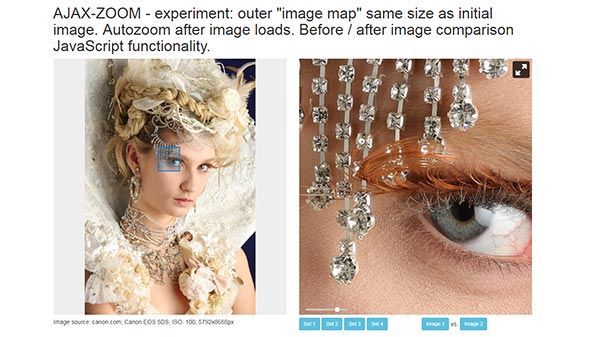 AJAX-ZOOM - experiment: outer "image map" same size as initial
image. Autozoom after image loads. Before / after image comparison
JavaScript functionality.
Image source: canon.com; Canon EOS 5DS; ISO: 100; 5792x8688px
Set 1 Set 2 Set 3 Set 4 Image 1 vs. Image 2